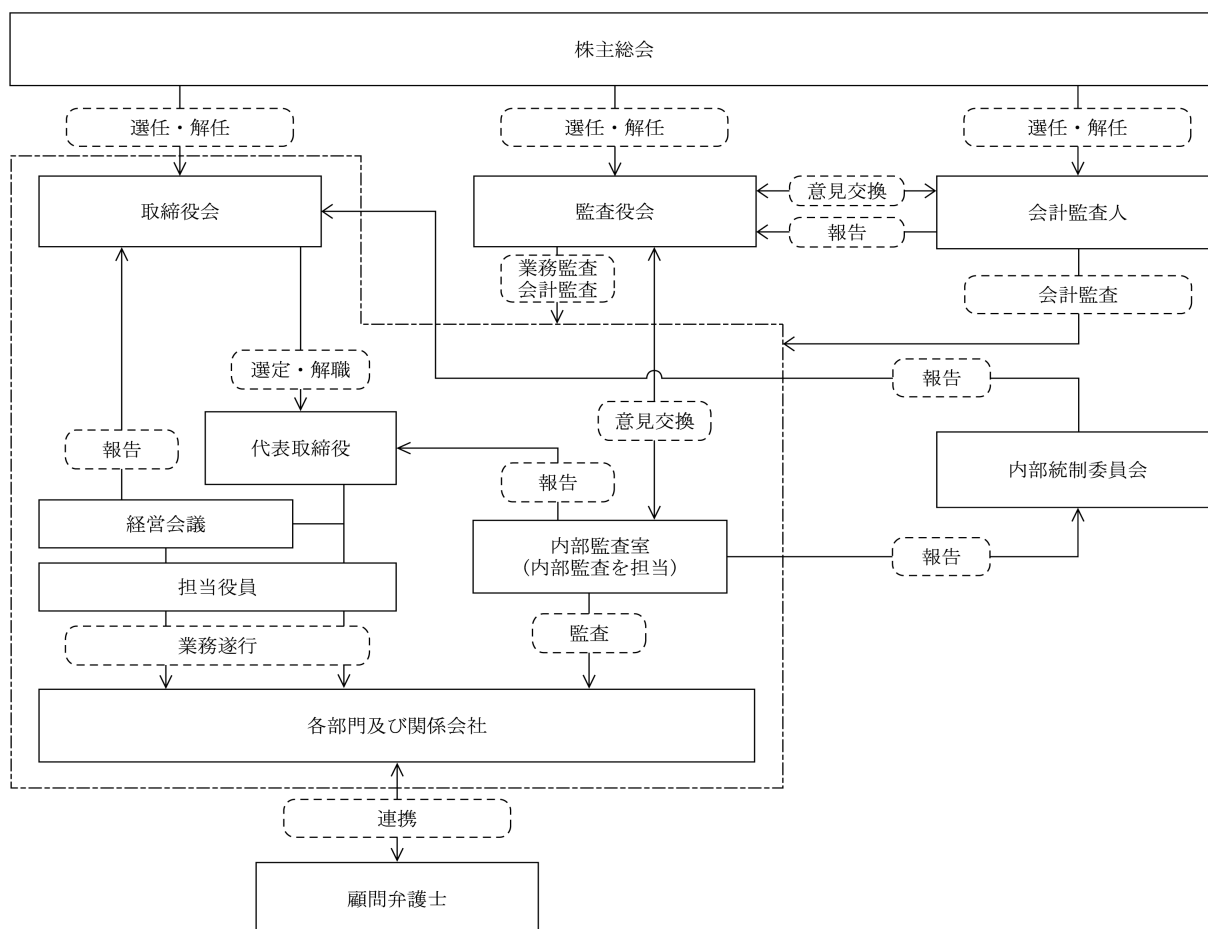 株主総会
選任・解任
選任・解任
選任・解任
取締役会
監査役会
意見交換
報告
会計監査人
業務監査
会計監査
会計監査
選定・解職
報告
代表取締役
意見交換
報告
報告
内部統制委員会
経営会議
内部監査室
(内部監査を担当)
報告
担当役員
業務遂行
監査
各部門及び関係会社
連携
顧問弁護士